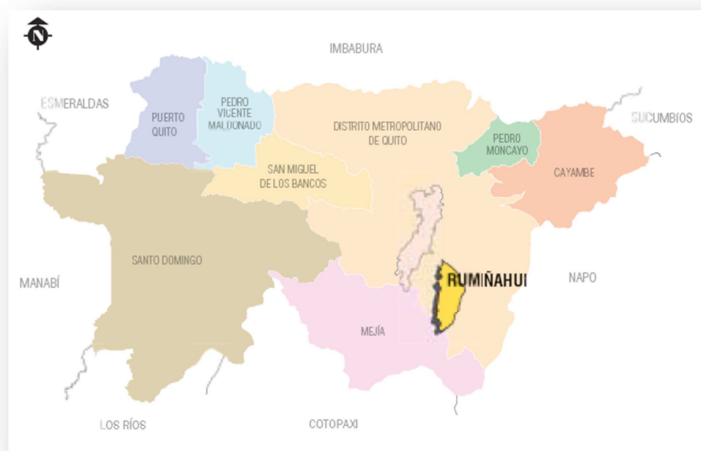 N
IMBABURA
ESMERALDAS
PUERTO
QUITO
PEDRO
VICENTE
MALDONADO
DISTRITO METROPOLITANO
DE QUITO
PEDRO
MONCAYO
SUCUMBÍOS
CAYAMBE
SAN MIGUEL
DE LOS BANCOS
SANTO DOMINGO
MANABÍ
RUMIÑAHUI
NAPO
MEJÍA
LOS RÍOS
COTOPAXI